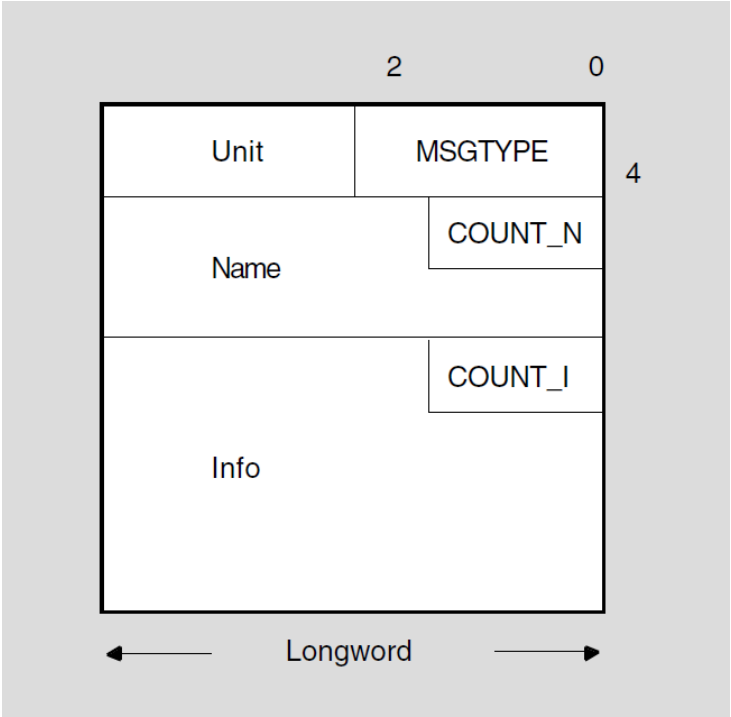 2 0
Unit MSGTYPE
4
COUNT_N
Name
COUNT_I
Info
Longword